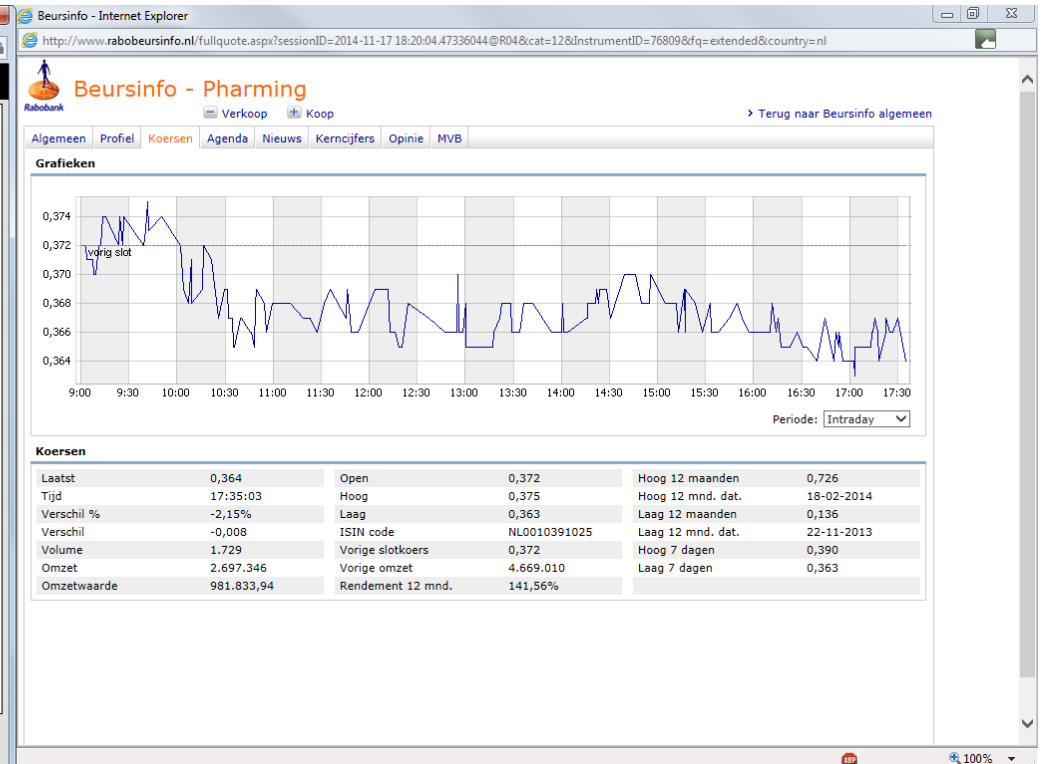 Beursinfo - Internet Explorer
http://www.rabobeursinfo.nl/fullquote.aspx?sessionID=2014-11-17 18:20:04.47336044@R04&cat=12&InstrumentID=76809&fq=extended&country=nl
Rabobank
Beursinfo - Pharming
Verkoop Koop
Terug naar Beursinfo algemeen
Algemeen Profiel Koersen Agenda Nieuws Kerncijfers Opinie MVB
Grafieken
0,374
0,372
vorig slot
0,370
0,368
0,366
0,364
9:00 9:30 10:00 10:30 11:00 11:30 12:00 12:30 13:00 13:30 14:00 14:30 15:00 15:30 16:00 16:30 17:00 17:30
Periode: Intraday
Koersen
Laatst 0,364 Open 0,372 Hoog 12 maanden 0,726
Tijd 17:35:03 Hoog 0,375 Hoog 12 mnd. dat. 18-02-2014
Verschil % -2,15% Laag 0,363 Laag 12 maanden 0,136
Verschil -0,008 ISIN code NL0010391025 Laag 12 mnd. dat. 22-11-2013
Volume 1.729 Vorige slotkoers 0,372 Hoog 7 dagen 0,390
Omzet 2.697.346 Vorige omzet 4.669.010 Laag 7 dagen 0,363
Omzetwaarde 981.833,94 Rendement 12 mnd. 141,56%
ABP
100%